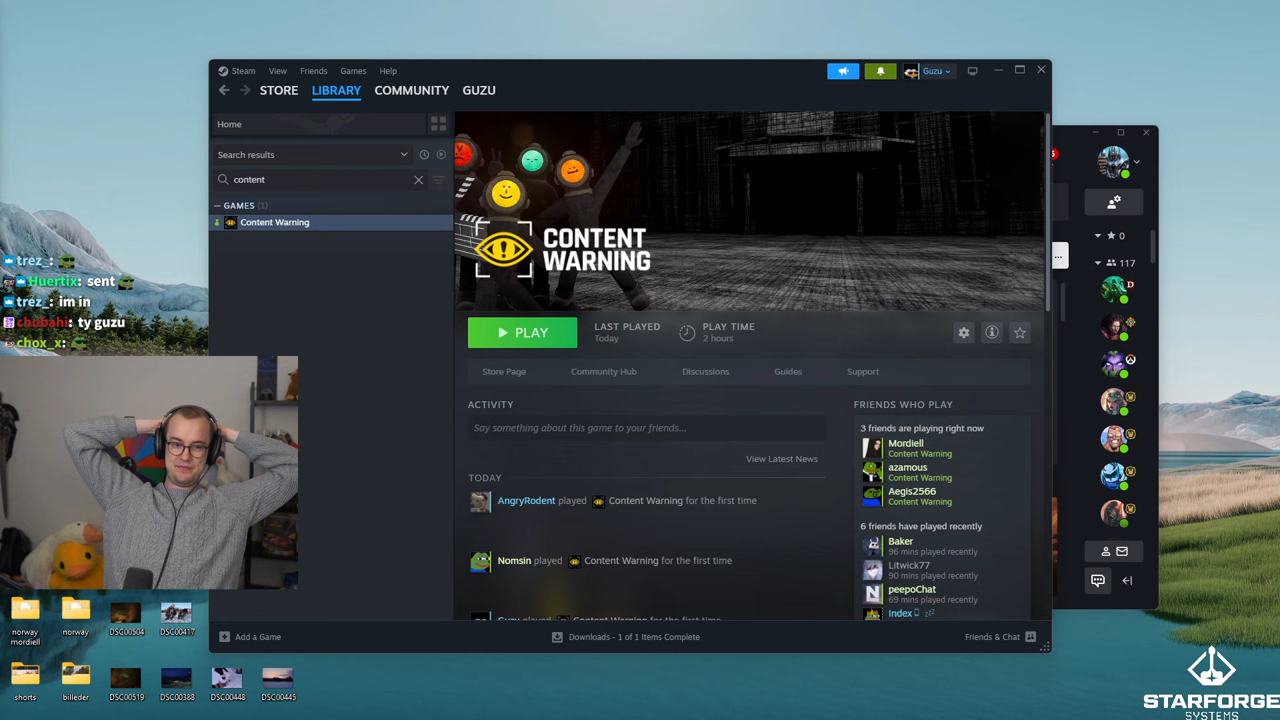 Steam View Friends Games Help
Guzu
STORE LIBRARY COMMUNITY GUZU
Home
Search results
content
GAMES (1)
Content Warning
CONTENT
WARNING
PLAY
LAST PLAYED
Today
PLAY TIME
2 hours
Store Page Community Hub Discussions Guides Support
ACTIVITY
Say something about this game to your friends...
View Latest News
TODAY
AngryRodent played Content Warning for the first time
Nomsin played Content Warning for the first time
FRIENDS WHO PLAY
3 friends are playing right now
Mordiell
Content Warning
azamous
Content Warning
Aegis2566
Content Warning
6 friends have played recently
Baker
96 mins played recently
Litwick77
90 mins played recently
peepoChat
69 mins played recently
Index
Add a Game
Downloads - 1 of 1 Items Complete
Friends & Chat
0
117
trez_:
Huertix: sent
trez_: im in
chubahi: ty guzu
chox_x:
norway
mordiell
norway
DSC00504
DSC00417
shorts
billeder
DSC00519
DSC00388
DSC00448
DSC00445
STARFORGE
SYSTEMS